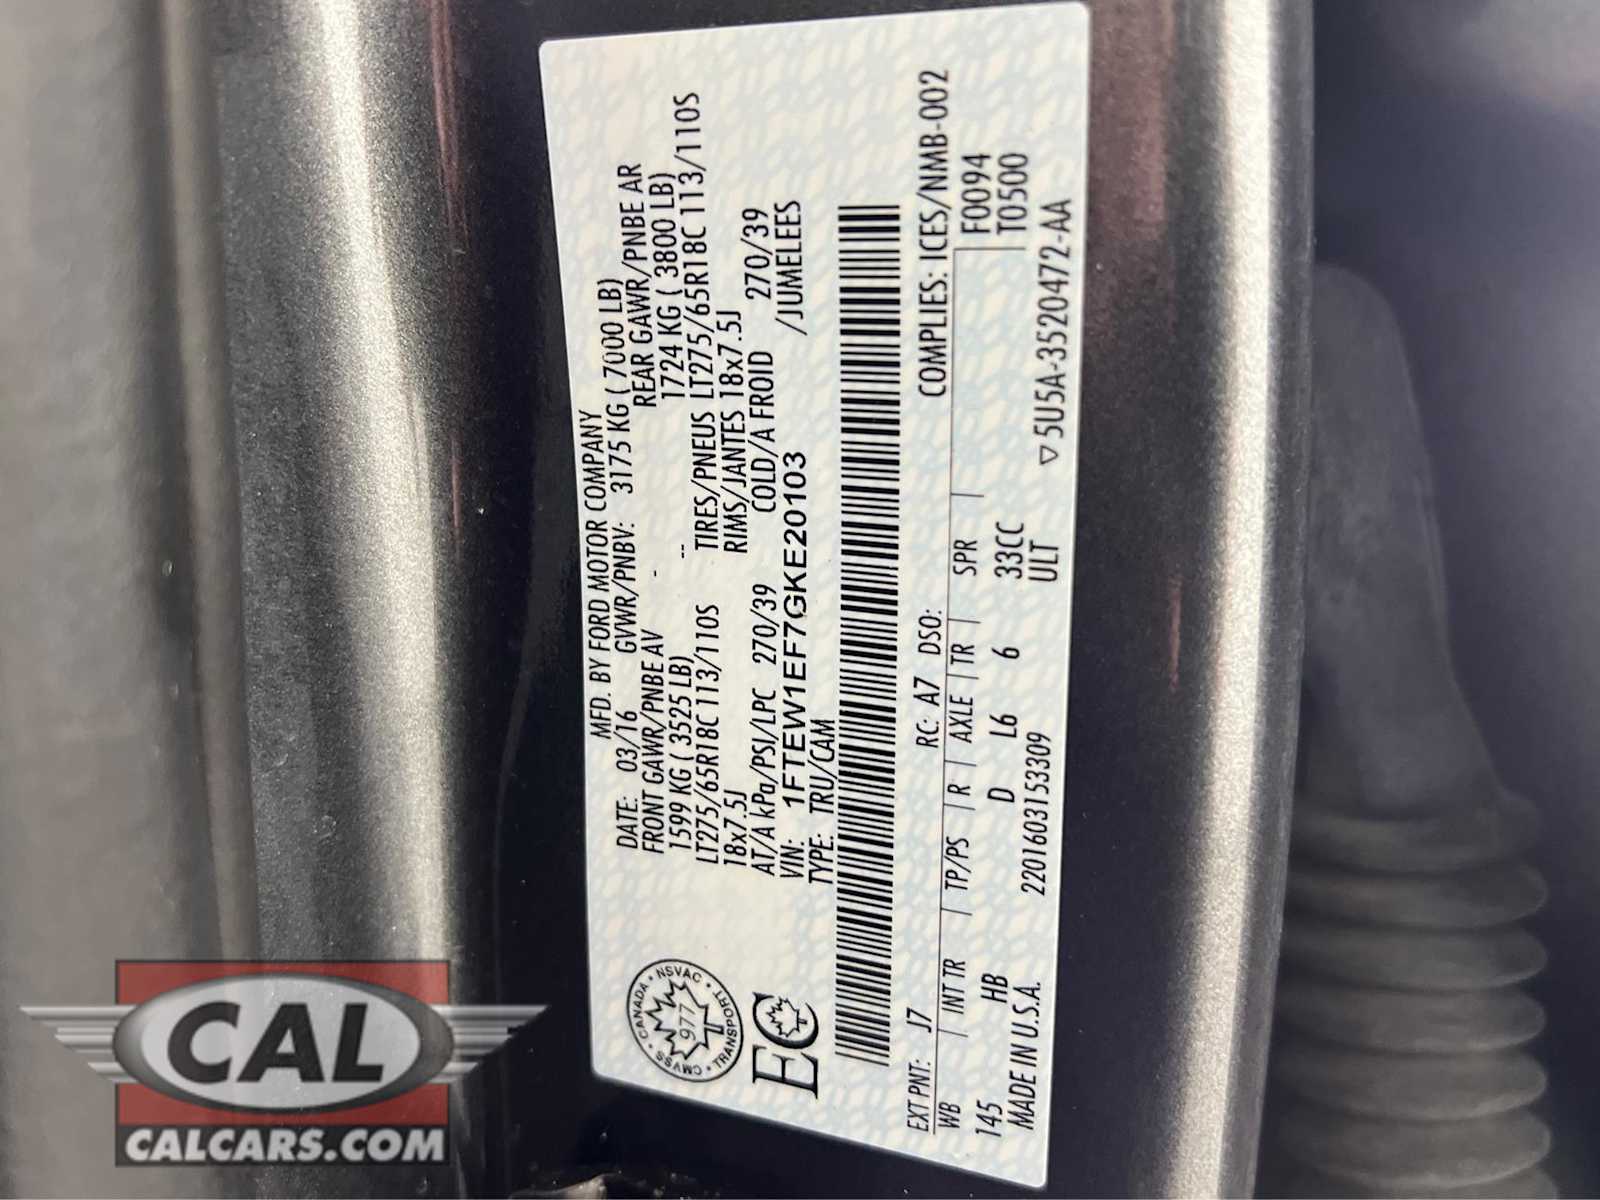 MFD. BY FORD MOTOR COMPANY
DATE: 03/16 GVWR/PNBV: 3175 KG ( 7000 LB)
FRONT GAWR/PNBE AV - REAR GAWR/PNBE AR
1599 KG ( 3525 LB) -- 1724 KG ( 3800 LB)
LT275/65R18C 113/110S TIRES/PNEUS LT275/65R18C 113/110S
18x7.5J RIMS/JANTES 18x7.5J
AT/A kPa/PSI/LPC 270/39 COLD/A FROID 270/39
VIN: 1FTEW1EF7GKE20103 /JUMELEES
TYPE: TRU/CAM
CMVSS • CANADA • NSVAC • TRANSPORT •
977
EC
COMPLIES: ICES/NMB-002
EXT PNT: J7 RC: A7 DSO:
WB INT TR TP/PS R AXLE TR SPR F0094
145 HB D L6 6 33CC T0500
MADE IN U.S.A. 220160315​3309 ULT
▽5U5A-3520472-AA
CAL
CALCARS.COM